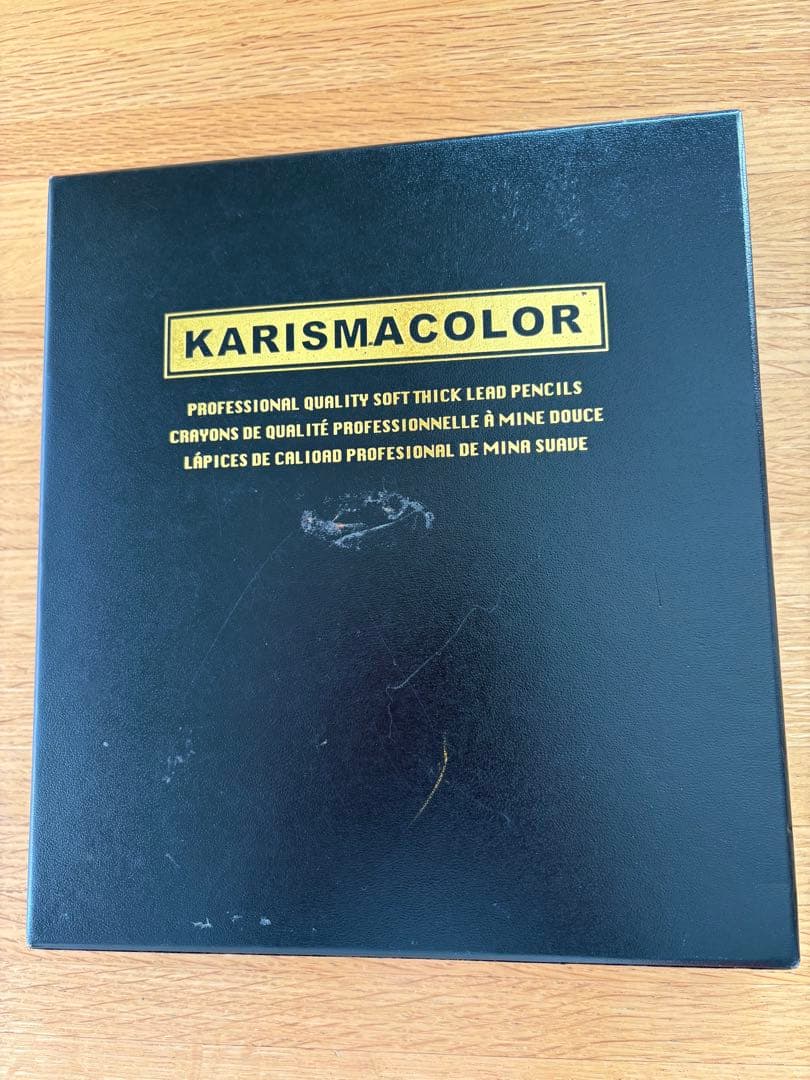 KARISMACOLOR
PROFESSIONAL QUALITY SOFT THICK LEAD PENCILS
CRAYONS DE QUALITÉ PROFESSIONNELLE À MINE DOUCE
LÁPICES DE CALIOAD PROFESIONAL DE MINA SUAVE